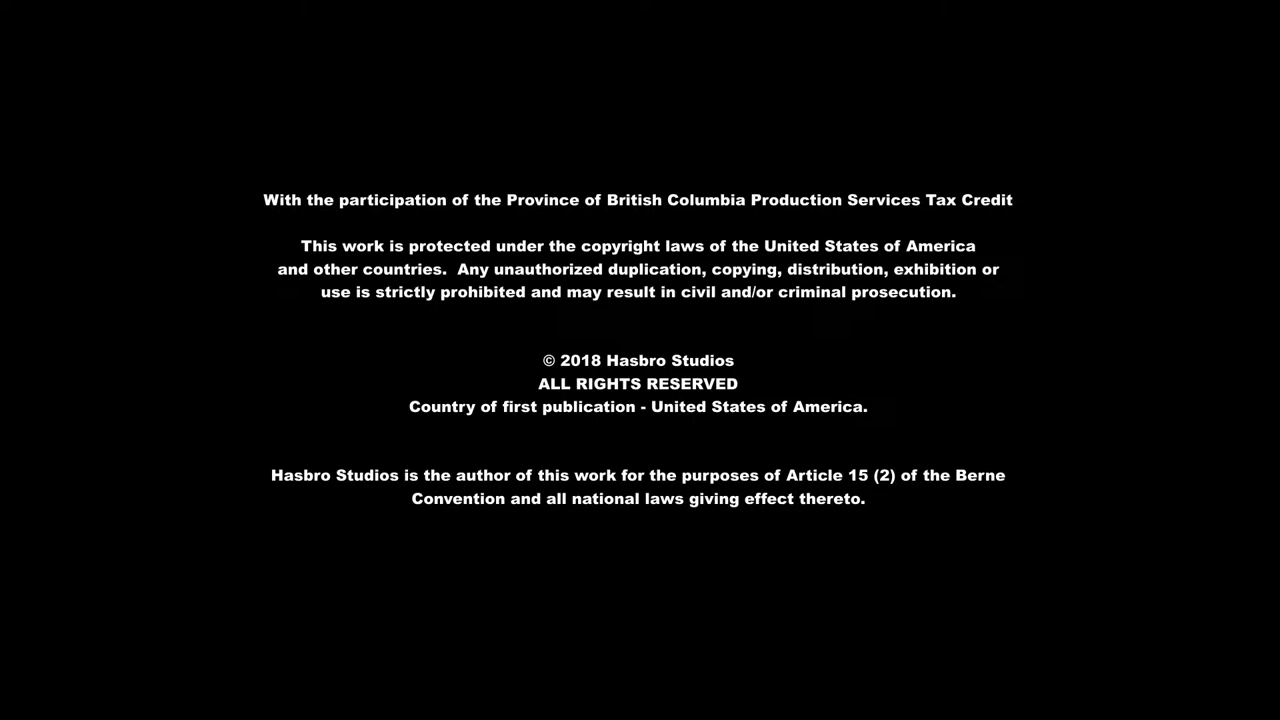 With the participation of the Province of British Columbia Production Services Tax Credit
This work is protected under the copyright laws of the United States of America
and other countries.  Any unauthorized duplication, copying, distribution, exhibition or
use is strictly prohibited and may result in civil and/or criminal prosecution.
© 2018 Hasbro Studios
ALL RIGHTS RESERVED
Country of first publication - United States of America.
Hasbro Studios is the author of this work for the purposes of Article 15 (2) of the Berne
Convention and all national laws giving effect thereto.